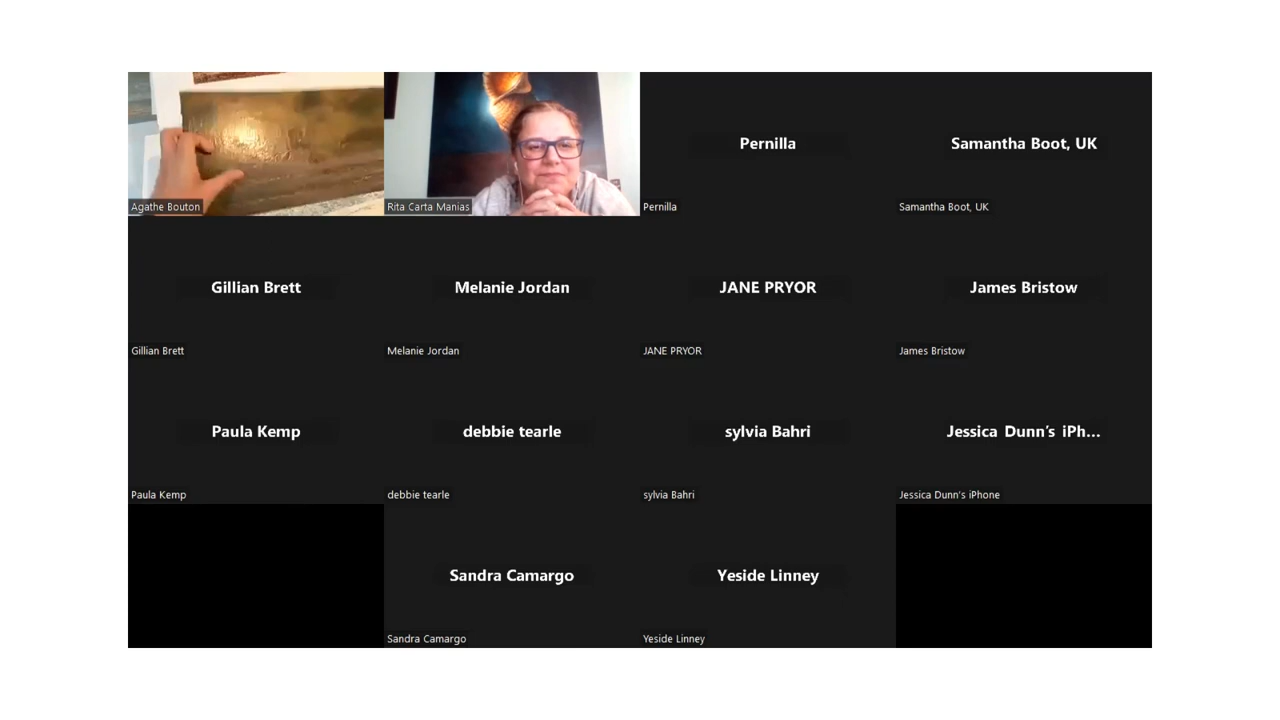 Agathe Bouton
Rita Carta Manias
Pernilla
Pernilla
Samantha Boot, UK
Samantha Boot, UK
Gillian Brett
Gillian Brett
Melanie Jordan
Melanie Jordan
JANE PRYOR
JANE PRYOR
James Bristow
James Bristow
Paula Kemp
Paula Kemp
debbie tearle
debbie tearle
sylvia Bahri
sylvia Bahri
Jessica Dunn's iPh...
Jessica Dunn's iPhone
Sandra Camargo
Sandra Camargo
Yeside Linney
Yeside Linney